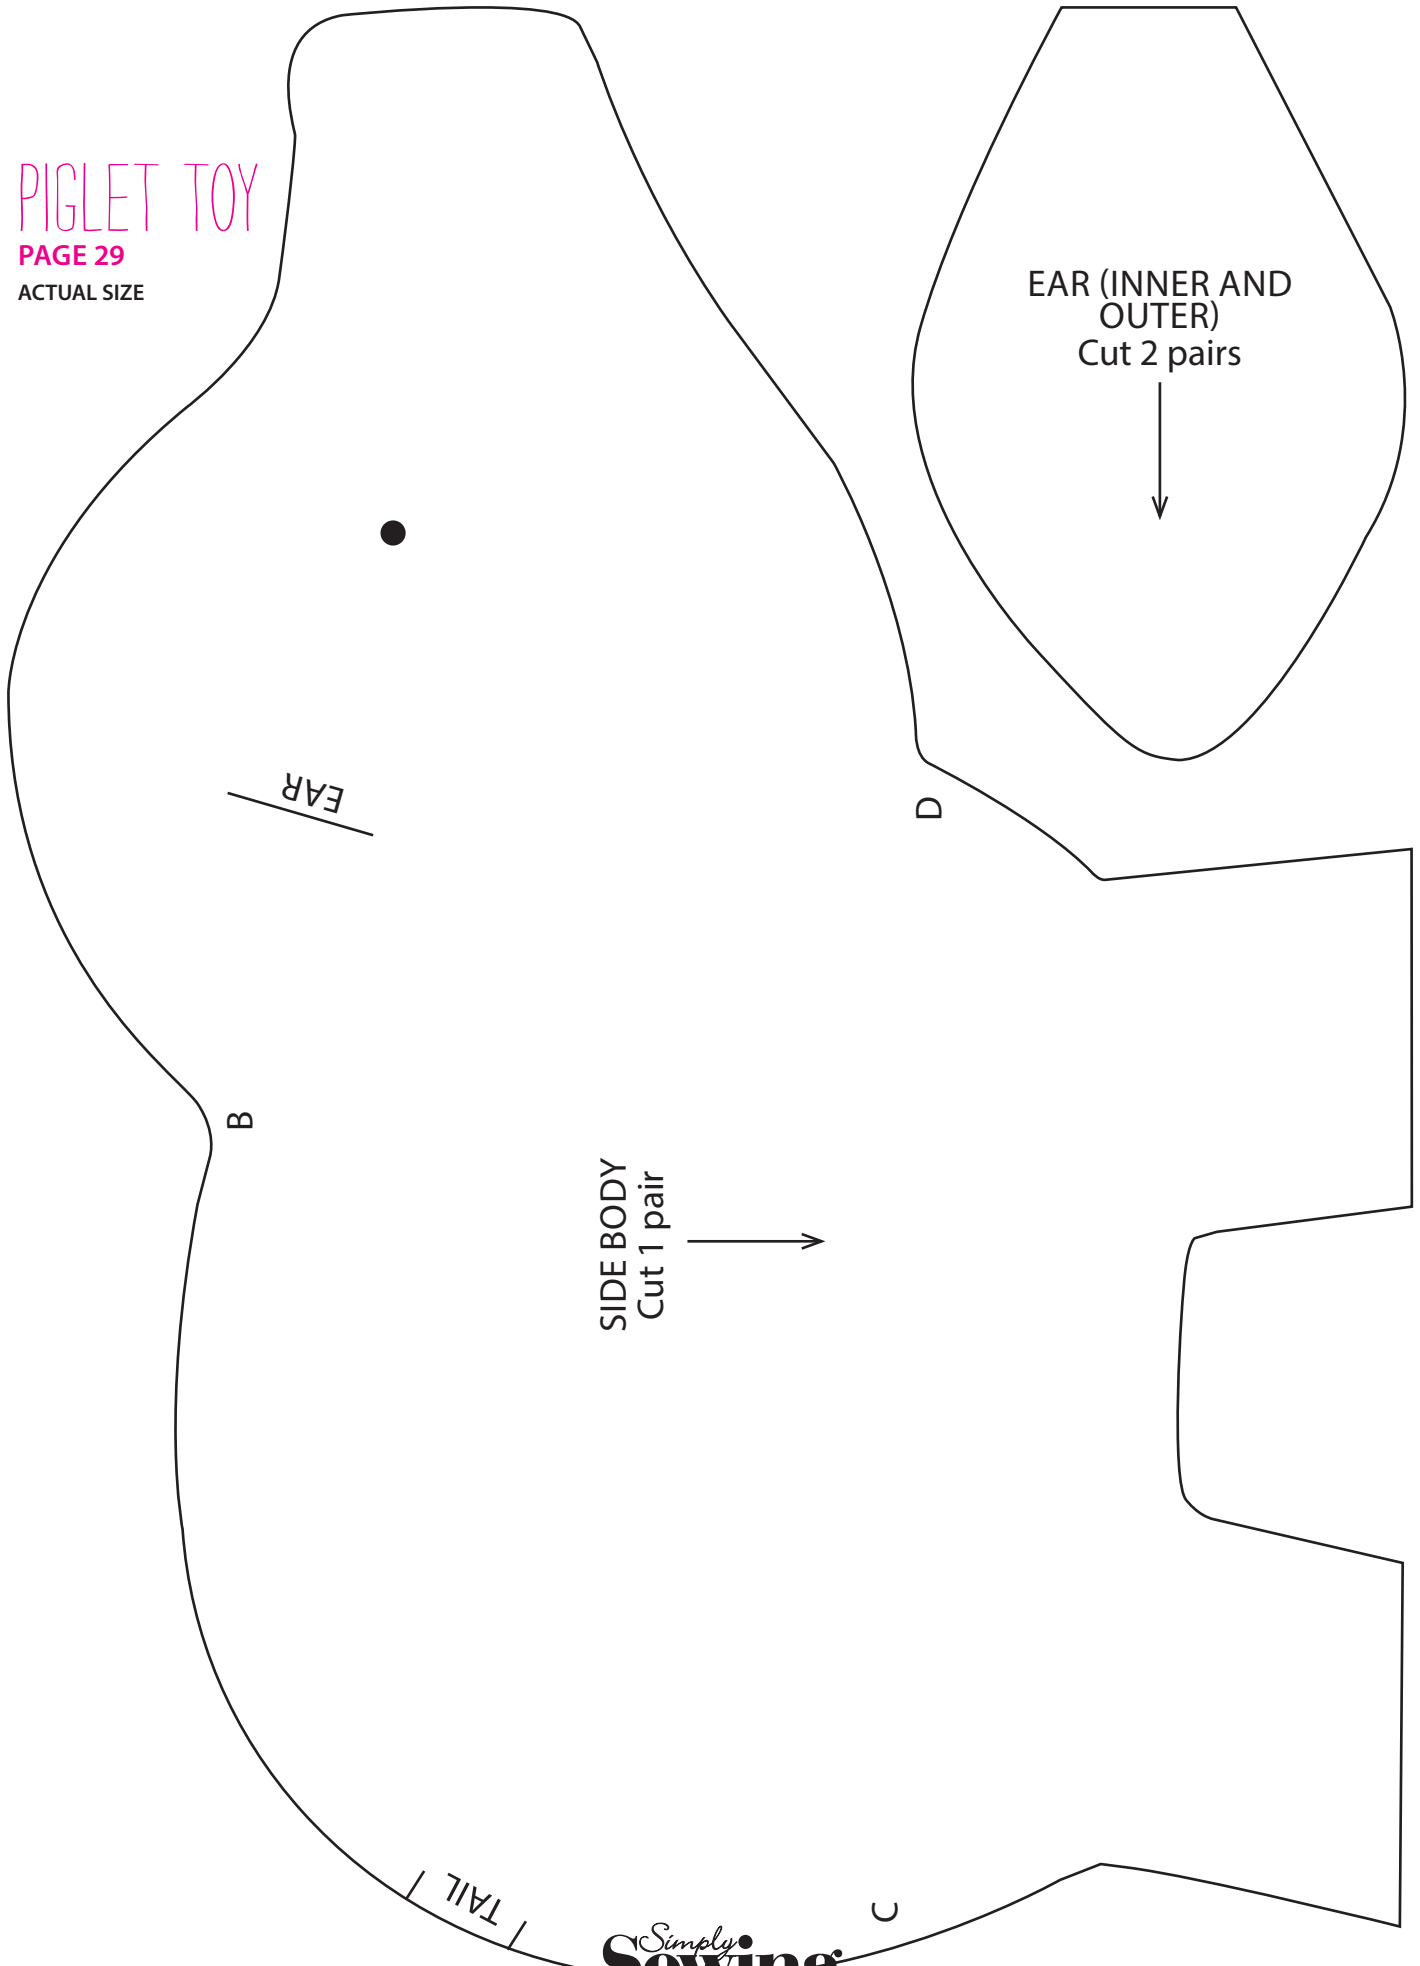 PIGLET TOY
PAGE 29
ACTUAL SIZE
EAR (INNER AND
OUTER)
Cut 2 pairs
EAR
D
B
SIDE BODY
Cut 1 pair
TAIL
C
Simply
Sewing